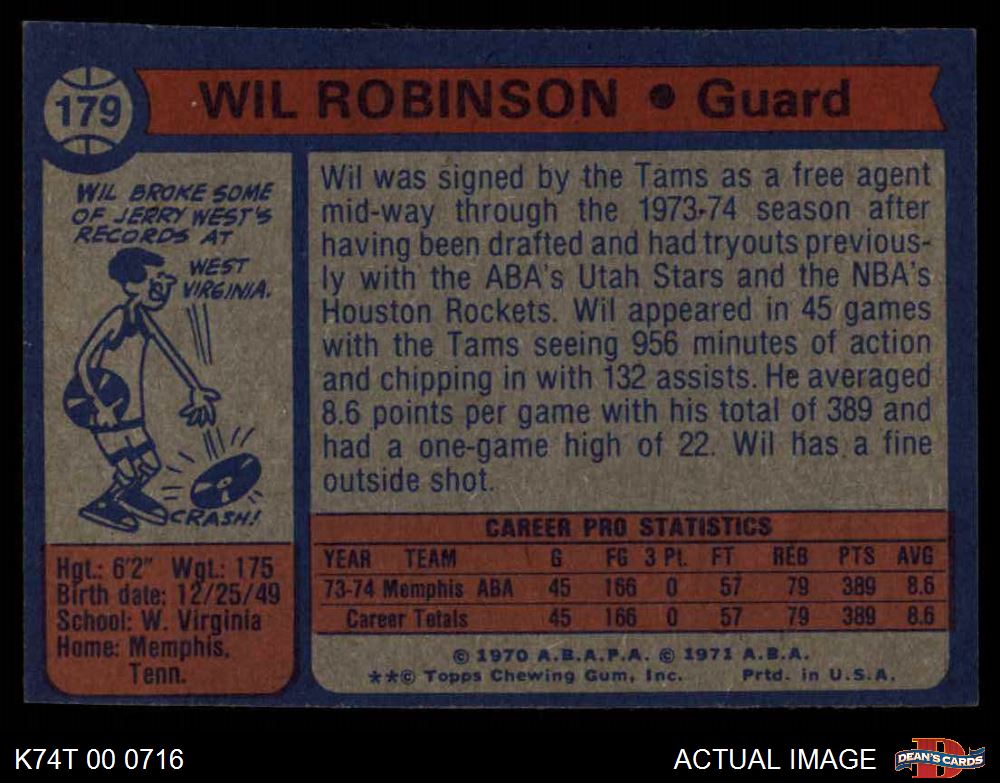 179
WIL ROBINSON • Guard
WIL BROKE SOME
OF JERRY WEST'S
RECORDS AT
WEST
VIRGINIA.
CRASH!
Hgt.: 6'2" Wgt.: 175
Birth date: 12/25/49
School: W. Virginia
Home: Memphis,
Tenn.
Wil was signed by the Tams as a free agent
mid-way through the 1973-74 season after
having been drafted and had tryouts previous-
ly with the ABA's Utah Stars and the NBA's
Houston Rockets. Wil appeared in 45 games
with the Tams seeing 956 minutes of action
and chipping in with 132 assists. He averaged
8.6 points per game with his total of 389 and
had a one-game high of 22. Wil has a fine
outside shot.
CAREER PRO STATISTICS
YEAR TEAM G FG 3 Pt. FT REB PTS AVG
73-74 Memphis ABA 45 166 0 57 79 389 8.6
Career Totals 45 166 0 57 79 389 8.6
© 1970 A.B.A.P.A. © 1971 A.B.A.
**© Topps Chewing Gum, Inc. Prtd. in U.S.A.
K74T 00 0716
ACTUAL IMAGE
D
DEAN'S CARDS